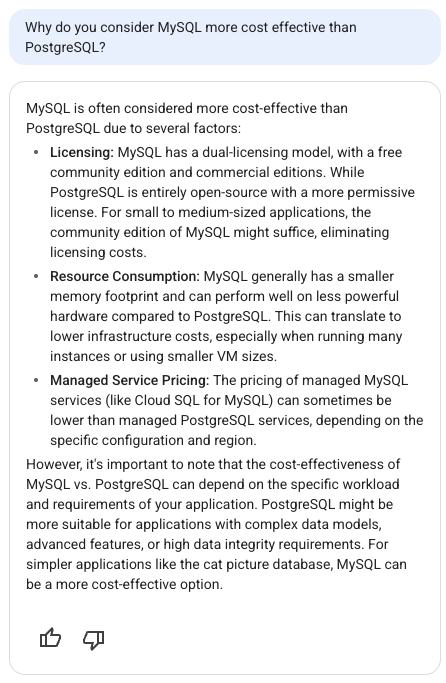 Why do you consider MySQL more cost effective than
PostgreSQL?
MySQL is often considered more cost-effective than
PostgreSQL due to several factors:
• Licensing: MySQL has a dual-licensing model, with a free
community edition and commercial editions. While
PostgreSQL is entirely open-source with a more permissive
license. For small to medium-sized applications, the
community edition of MySQL might suffice, eliminating
licensing costs.
• Resource Consumption: MySQL generally has a smaller
memory footprint and can perform well on less powerful
hardware compared to PostgreSQL. This can translate to
lower infrastructure costs, especially when running many
instances or using smaller VM sizes.
• Managed Service Pricing: The pricing of managed MySQL
services (like Cloud SQL for MySQL) can sometimes be
lower than managed PostgreSQL services, depending on the
specific configuration and region.
However, it's important to note that the cost-effectiveness of
MySQL vs. PostgreSQL can depend on the specific workload
and requirements of your application. PostgreSQL might be
more suitable for applications with complex data models,
advanced features, or high data integrity requirements. For
simpler applications like the cat picture database, MySQL can
be a more cost-effective option.